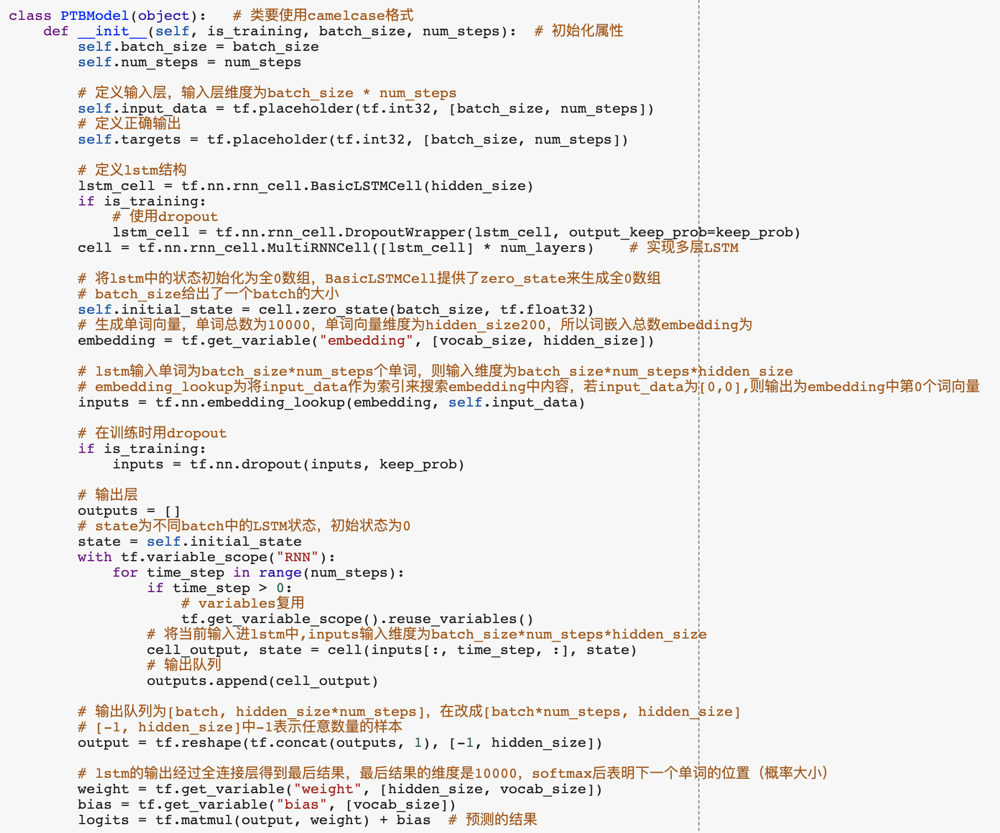 class PTBModel(object):   # 类要使用camelcase格式
    def __init__(self, is_training, batch_size, num_steps):  # 初始化属性
        self.batch_size = batch_size
        self.num_steps = num_steps

        # 定义输入层，输入层维度为batch_size * num_steps
        self.input_data = tf.placeholder(tf.int32, [batch_size, num_steps])
        # 定义正确输出
        self.targets = tf.placeholder(tf.int32, [batch_size, num_steps])

        # 定义lstm结构
        lstm_cell = tf.nn.rnn_cell.BasicLSTMCell(hidden_size)
        if is_training:
            # 使用dropout
            lstm_cell = tf.nn.rnn_cell.DropoutWrapper(lstm_cell, output_keep_prob=keep_prob)
        cell = tf.nn.rnn_cell.MultiRNNCell([lstm_cell] * num_layers)    # 实现多层LSTM

        # 将lstm中的状态初始化为全0数组，BasicLSTMCell提供了zero_state来生成全0数组
        # batch_size给出了一个batch的大小
        self.initial_state = cell.zero_state(batch_size, tf.float32)
        # 生成单词向量，单词总数为10000，单词向量维度为hidden_size200，所以词嵌入总数embedding为
        embedding = tf.get_variable("embedding", [vocab_size, hidden_size])

        # lstm输入单词为batch_size*num_steps个单词，则输入维度为batch_size*num_steps*hidden_size
        # embedding_lookup为将input_data作为索引来搜索embedding中内容，若input_data为[0,0],则输出为embedding中第0个词向量
        inputs = tf.nn.embedding_lookup(embedding, self.input_data)

        # 在训练时用dropout
        if is_training:
            inputs = tf.nn.dropout(inputs, keep_prob)

        # 输出层
        outputs = []
        # state为不同batch中的LSTM状态，初始状态为0
        state = self.initial_state
        with tf.variable_scope("RNN"):
            for time_step in range(num_steps):
                if time_step > 0:
                    # variables复用
                    tf.get_variable_scope().reuse_variables()
                # 将当前输入进lstm中,inputs输入维度为batch_size*num_steps*hidden_size
                cell_output, state = cell(inputs[:, time_step, :], state)
                # 输出队列
                outputs.append(cell_output)

        # 输出队列为[batch, hidden_size*num_steps]，在改成[batch*num_steps, hidden_size]
        # [-1, hidden_size]中-1表示任意数量的样本
        output = tf.reshape(tf.concat(outputs, 1), [-1, hidden_size])

        # lstm的输出经过全连接层得到最后结果，最后结果的维度是10000，softmax后表明下一个单词的位置（概率大小）
        weight = tf.get_variable("weight", [hidden_size, vocab_size])
        bias = tf.get_variable("bias", [vocab_size])
        logits = tf.matmul(output, weight) + bias  # 预测的结果